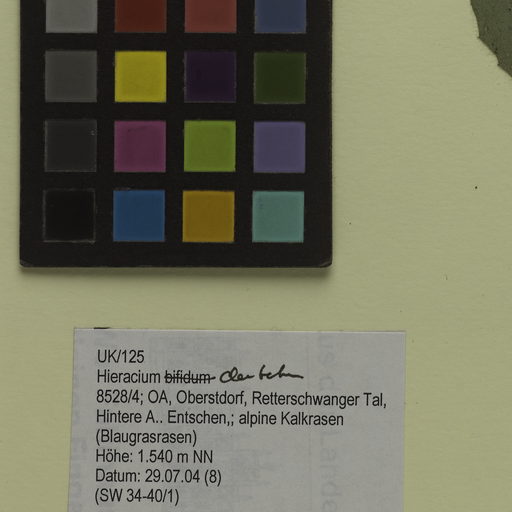 UK/125
Hieracium bifidum
8528/4; OA, Oberstdorf, Retterschwanger Tal,
Hintere A.. Entschen,; alpine Kalkrasen
(Blaugrasrasen)
Höhe: 1.540 m NN
Datum: 29.07.04 (8)
(SW 34-40/1)